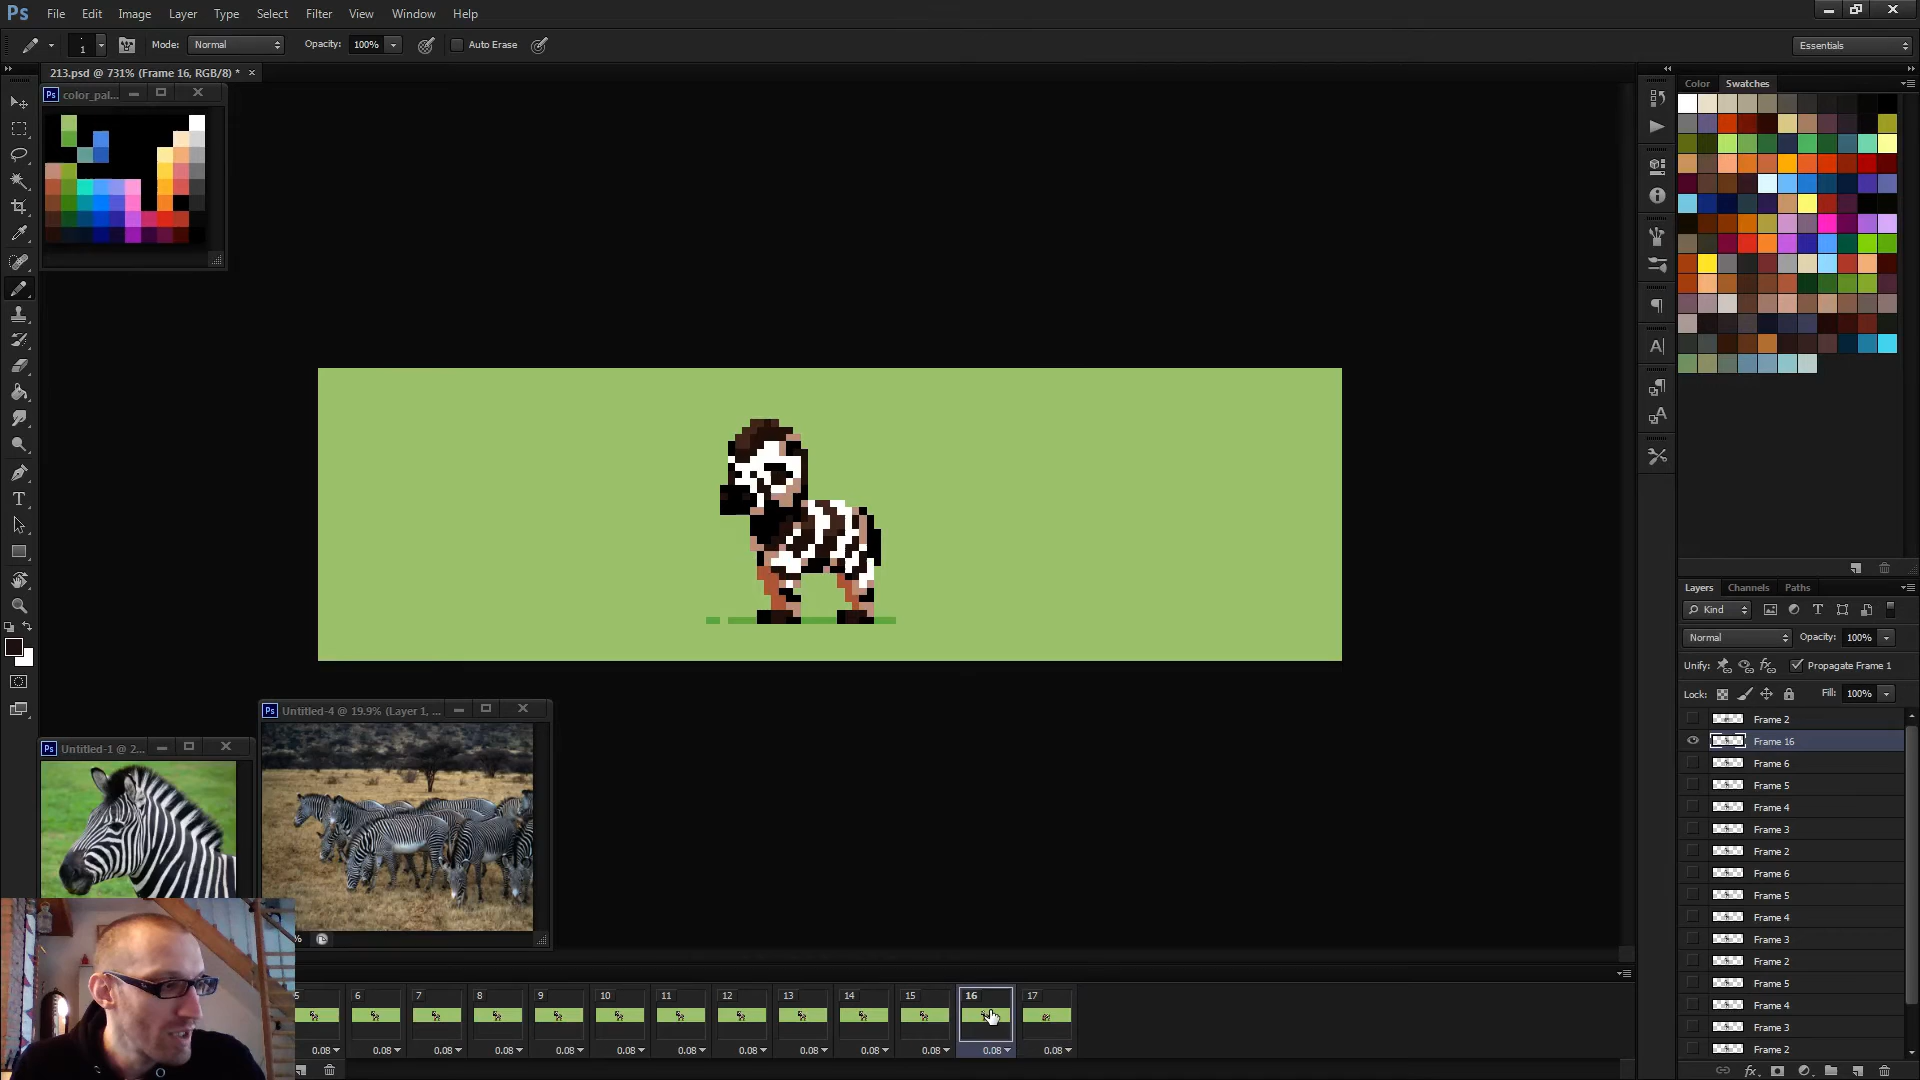 Ps File Edit Image Layer Type Select Filter View Window Help
1 Mode: Normal Opacity: 100% Auto Erase Essentials
213.psd @ 731% (Frame 16, RGB/8) * ×
Ps color_pal...
Color Swatches
Ps Untitled-4 @ 19.9% (Layer 1, ...
Ps Untitled-1 @ 2...
%
Layers Channels Paths
Kind
Normal Opacity: 100%
Unify: Propagate Frame 1
Lock: Fill: 100%
Frame 2
Frame 16
Frame 6
Frame 5
Frame 4
Frame 3
Frame 2
Frame 6
Frame 5
Frame 4
Frame 3
Frame 2
Frame 5
Frame 4
Frame 3
Frame 2
5 6 7 8 9 10 11 12 13 14 15 16 17
0.08 0.08 0.08 0.08 0.08 0.08 0.08 0.08 0.08 0.08 0.08 0.08 0.08